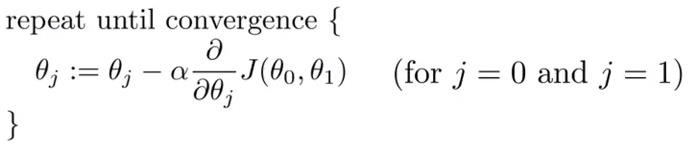 repeat until convergence {
θ_j := θ_j − α ∂/∂θ_j J(θ_0, θ_1) (for j = 0 and j = 1)
}